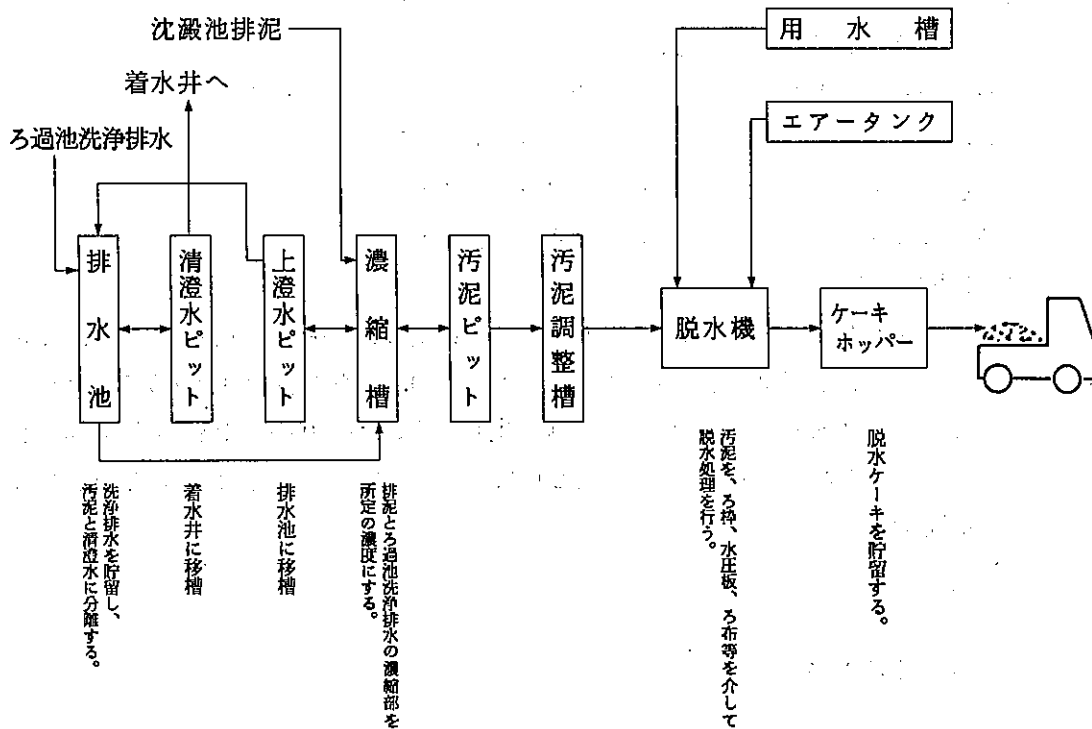 沈澱池排泥
着水井へ
ろ過池洗浄排水
用水槽
エアータンク
排水池
清澄水ピット
上澄水ピット
濃縮槽
汚泥ピット
汚泥調整槽
脱水機
ケーキ
ホッパー
洗浄排水を貯留し、
汚泥と清澄水に分離する。
着水井に移槽
排水池に移槽
排泥とろ過池洗浄排水の濃縮部を
所定の濃度にする。
汚泥を、ろ枠、水圧板、ろ布等を介して
脱水処理を行う。
脱水ケーキを貯留する。